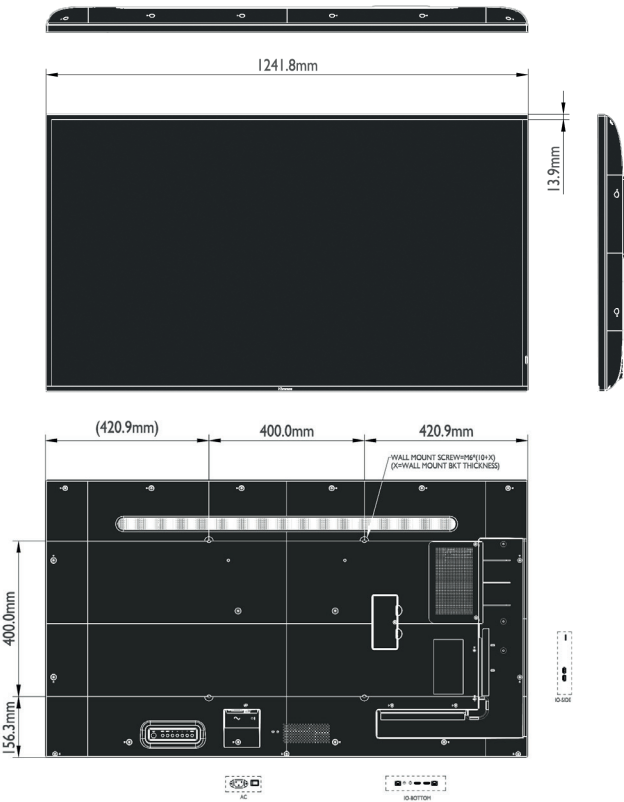 1241.8mm
13.9mm
(420.9mm)
400.0mm
420.9mm
WALL MOUNT SCREW=M6*(10+X)
(X=WALL MOUNT BKT THICKNESS)
400.0mm
156.3mm
IO-SIDE
AC
IO-BOTTOM